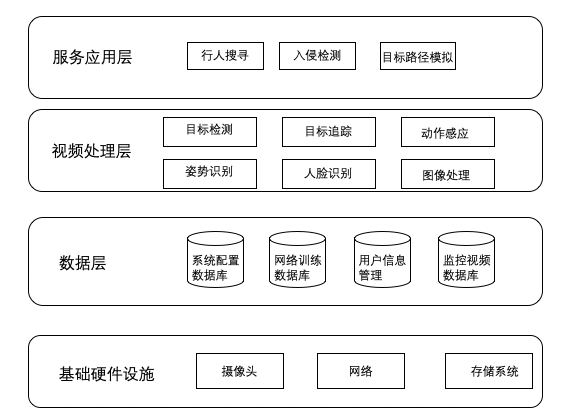 服务应用层
行人搜寻
入侵检测
目标路径模拟
视频处理层
目标检测
目标追踪
动作感应
姿势识别
人脸识别
图像处理
数据层
系统配置
数据库
网络训练
数据库
用户信息
管理
监控视频
数据库
基础硬件设施
摄像头
网络
存储系统